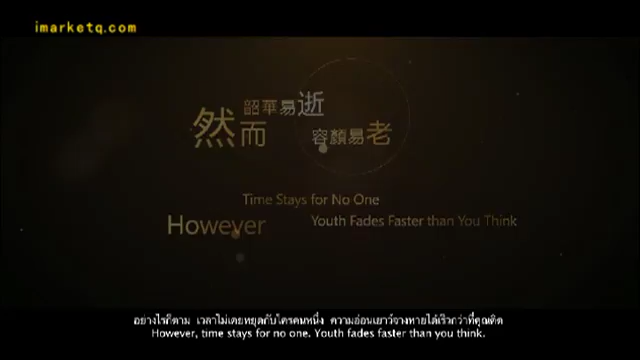 imarketq.com
韶華易逝
然而
容顏易老
Time Stays for No One
However
Youth Fades Faster than You Think
อย่างไรก็ตาม เวลาไม่เคยหยุดกับใครคนหนึ่ง ความอ่อนเยาว์จางหายได้เร็วกว่าที่คุณคิด
However, time stays for no one. Youth fades faster than you think.